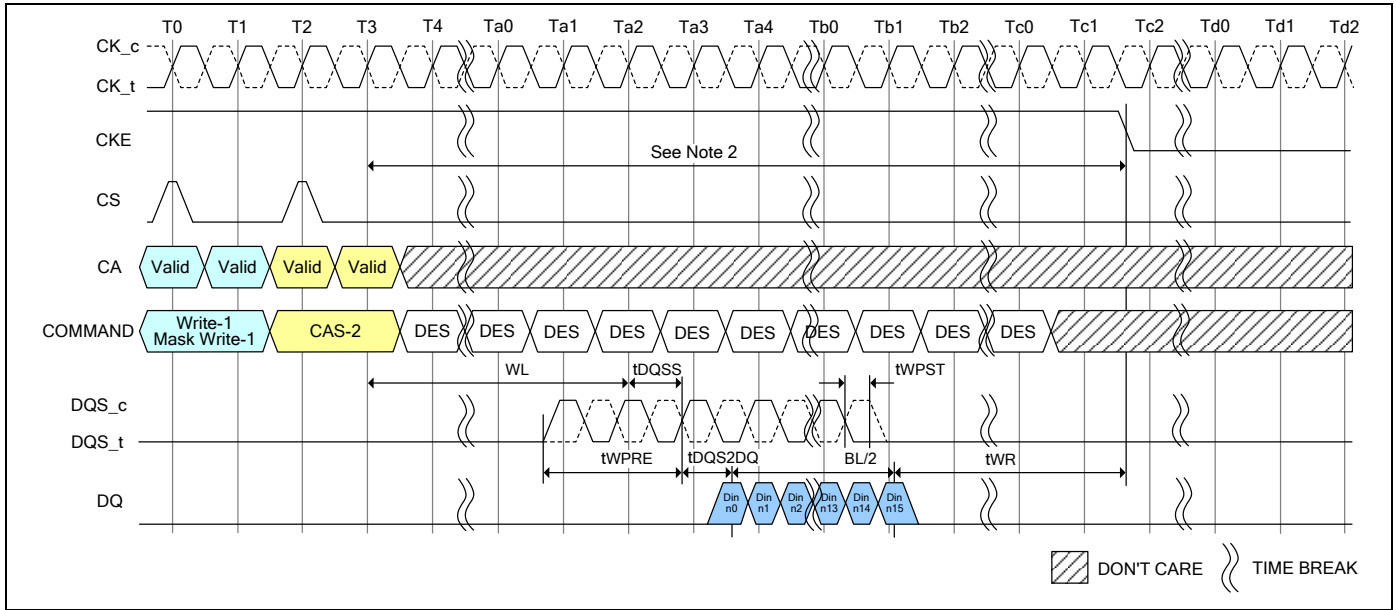 T0 T1 T2 T3 T4 Ta0 Ta1 Ta2 Ta3 Ta4 Tb0 Tb1 Tb2 Tc0 Tc1 Tc2 Td0 Td1 Td2
CK_c
CK_t
CKE
See Note 2
CS
CA Valid Valid Valid Valid
COMMAND Write-1 Mask Write-1 CAS-2 DES DES DES DES DES DES DES DES DES DES
WL tDQSS tWPST
DQS_c
DQS_t
tWPRE tDQS2DQ BL/2 tWR
DQ Din n0 Din n1 Din n2 Din n13 Din n14 Din n15
DON'T CARE TIME BREAK